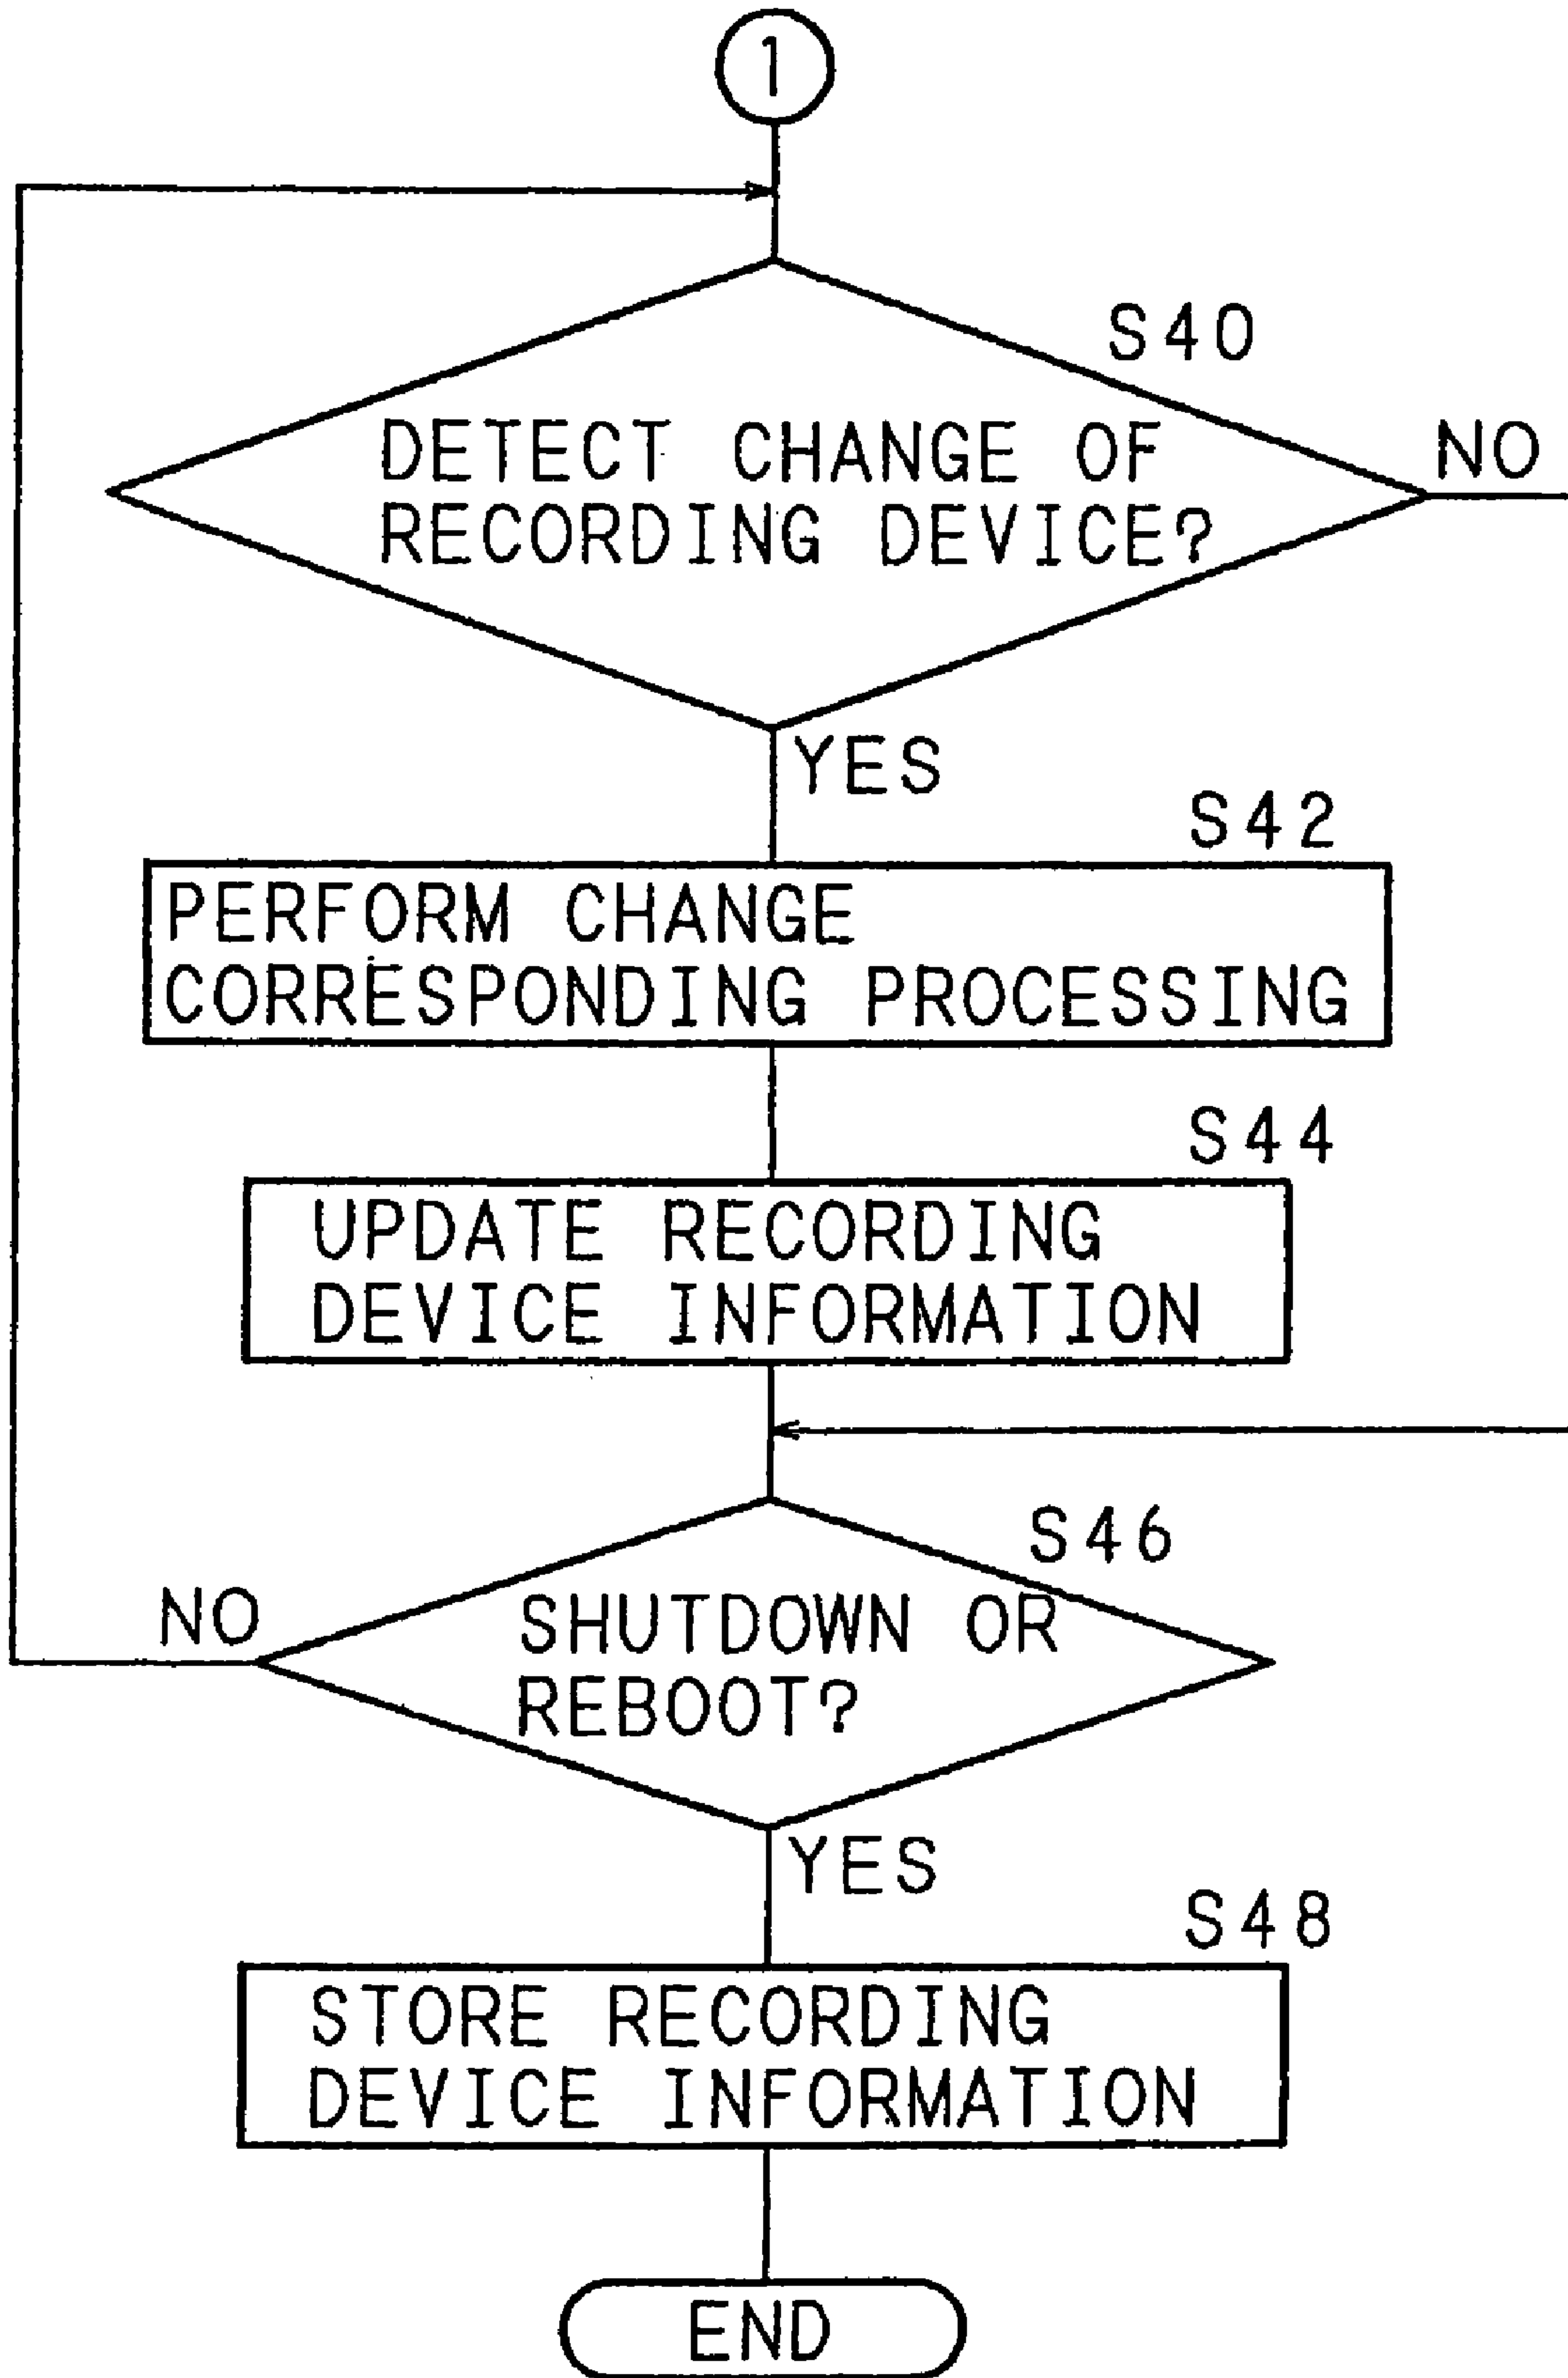 1
S40
DETECT CHANGE OF
RECORDING DEVICE?
NO
YES
S42
PERFORM CHANGE
CORRESPONDING PROCESSING
S44
UPDATE RECORDING
DEVICE INFORMATION
S46
NO
SHUTDOWN OR
REBOOT?
YES
S48
STORE RECORDING
DEVICE INFORMATION
END